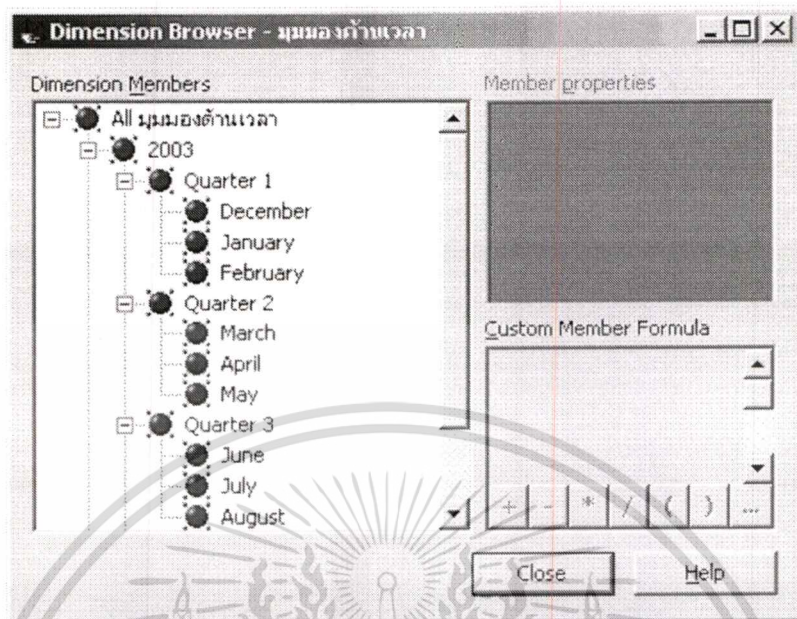 Dimension Browser - มุมมองด้านเวลา
Dimension Members
All มุมมองด้านเวลา
2003
Quarter 1
December
January
February
Quarter 2
March
April
May
Quarter 3
June
July
August
Member properties
Custom Member Formula
+ - * / ( ) ...
Close
Help